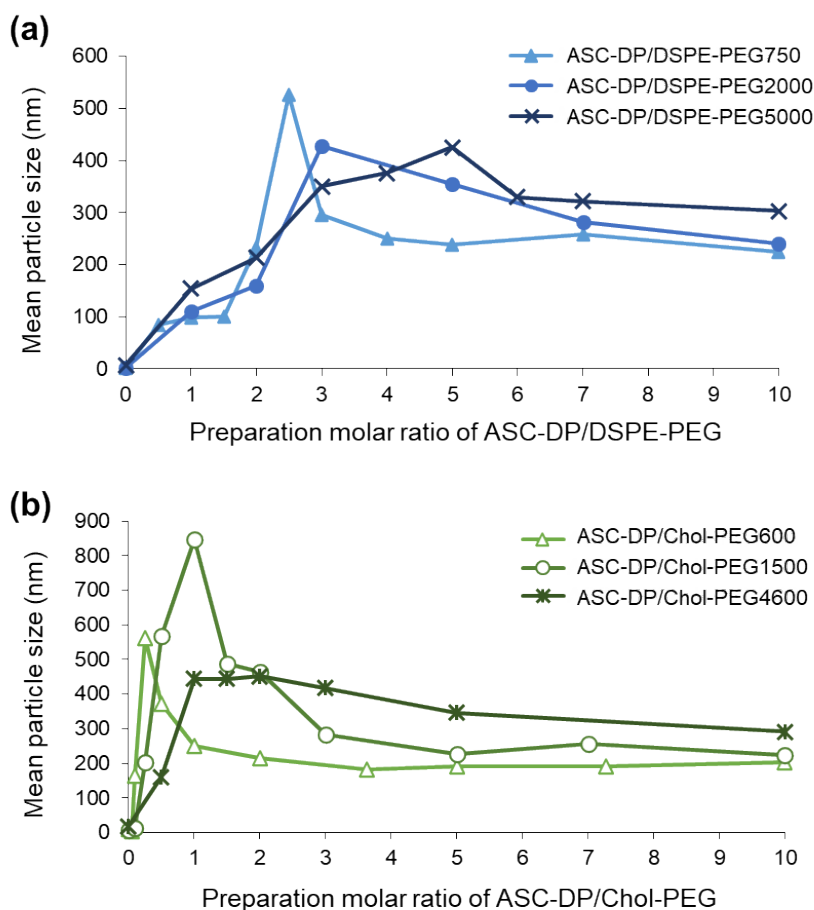 (a)
600
500
400
300
200
100
0
Mean particle size (nm)
ASC-DP/DSPE-PEG750
ASC-DP/DSPE-PEG2000
ASC-DP/DSPE-PEG5000
0 1 2 3 4 5 6 7 8 9 10
Preparation molar ratio of ASC-DP/DSPE-PEG
(b)
900
800
700
600
500
400
300
200
100
0
Mean particle size (nm)
ASC-DP/Chol-PEG600
ASC-DP/Chol-PEG1500
ASC-DP/Chol-PEG4600
0 1 2 3 4 5 6 7 8 9 10
Preparation molar ratio of ASC-DP/Chol-PEG